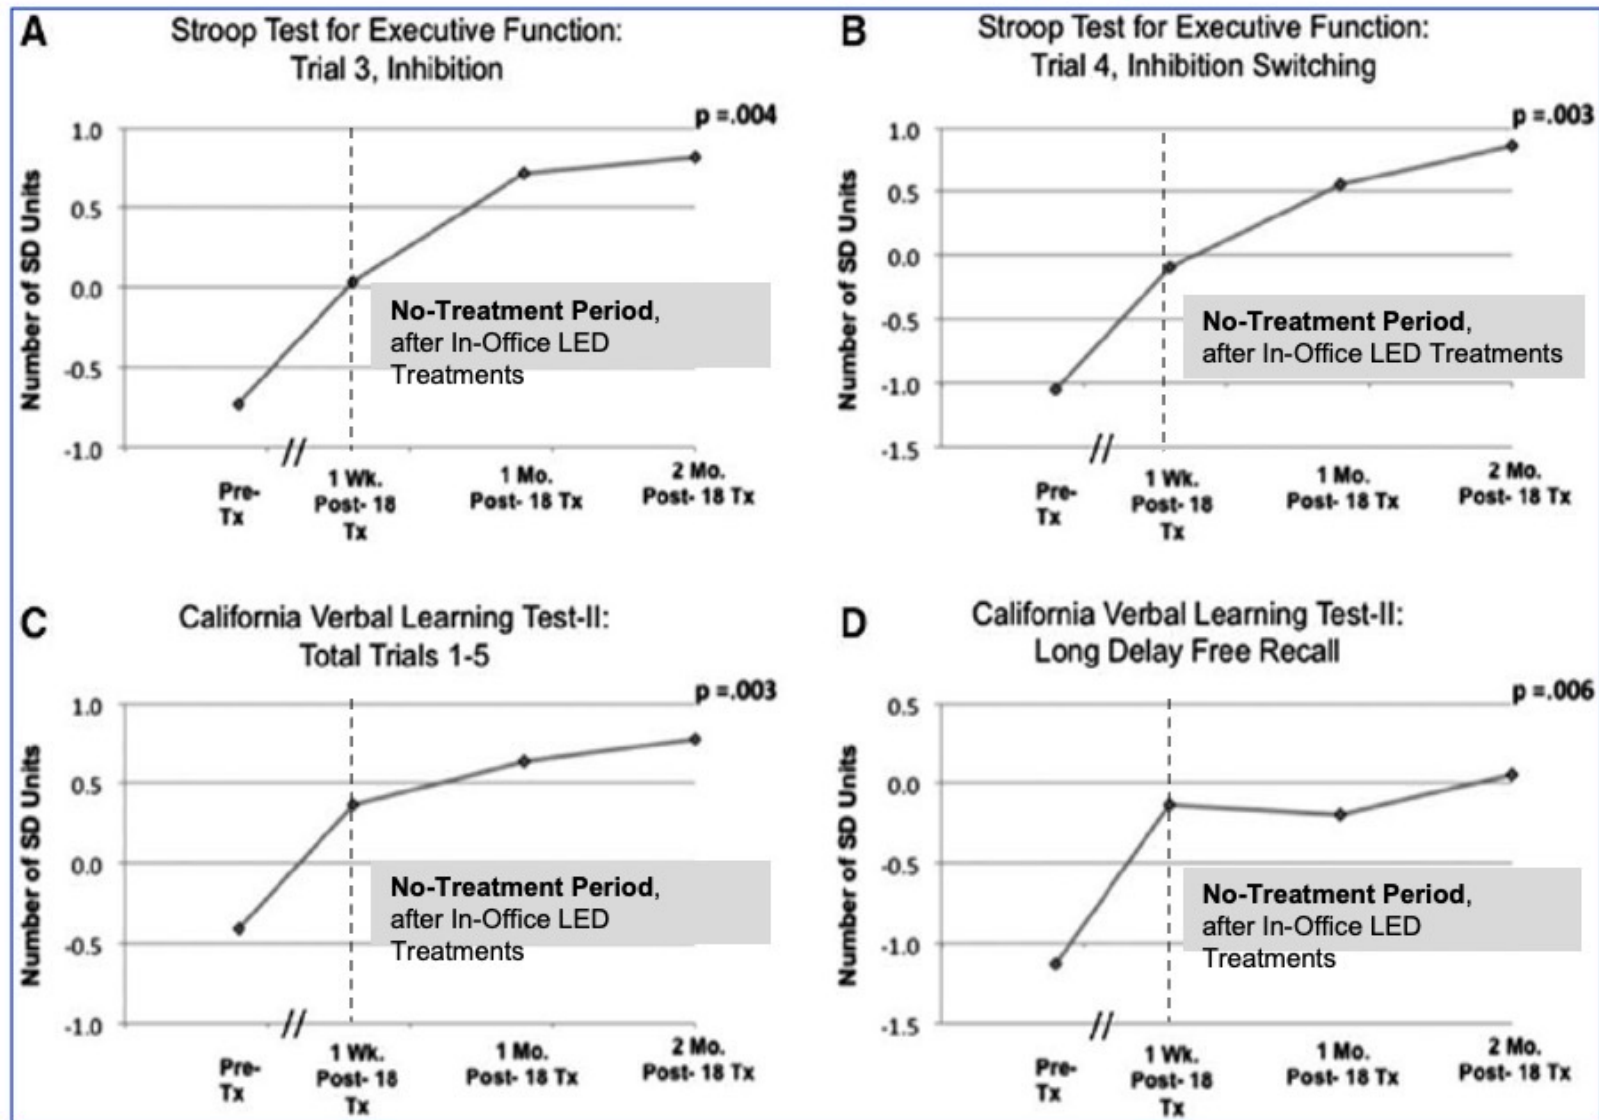 A
Stroop Test for Executive Function:
Trial 3, Inhibition
p =.004
Number of SD Units
1.0
0.5
0.0
-0.5
-1.0
No-Treatment Period,
after In-Office LED
Treatments
Pre-
Tx
1 Wk.
Post- 18
Tx
1 Mo.
Post- 18 Tx
2 Mo.
Post- 18 Tx
B
Stroop Test for Executive Function:
Trial 4, Inhibition Switching
p =.003
Number of SD Units
1.0
0.5
0.0
-0.5
-1.0
-1.5
No-Treatment Period,
after In-Office LED Treatments
Pre-
Tx
1 Wk.
Post- 18
Tx
1 Mo.
Post- 18 Tx
2 Mo.
Post- 18 Tx
C
California Verbal Learning Test-II:
Total Trials 1-5
p =.003
Number of SD Units
1.0
0.5
0.0
-0.5
-1.0
No-Treatment Period,
after In-Office LED
Treatments
Pre-
Tx
1 Wk.
Post- 18
Tx
1 Mo.
Post- 18 Tx
2 Mo.
Post- 18 Tx
D
California Verbal Learning Test-II:
Long Delay Free Recall
p =.006
Number of SD Units
0.5
0.0
-0.5
-1.0
-1.5
No-Treatment Period,
after In-Office LED
Treatments
Pre-
Tx
1 Wk.
Post- 18
Tx
1 Mo.
Post- 18 Tx
2 Mo.
Post- 18 Tx